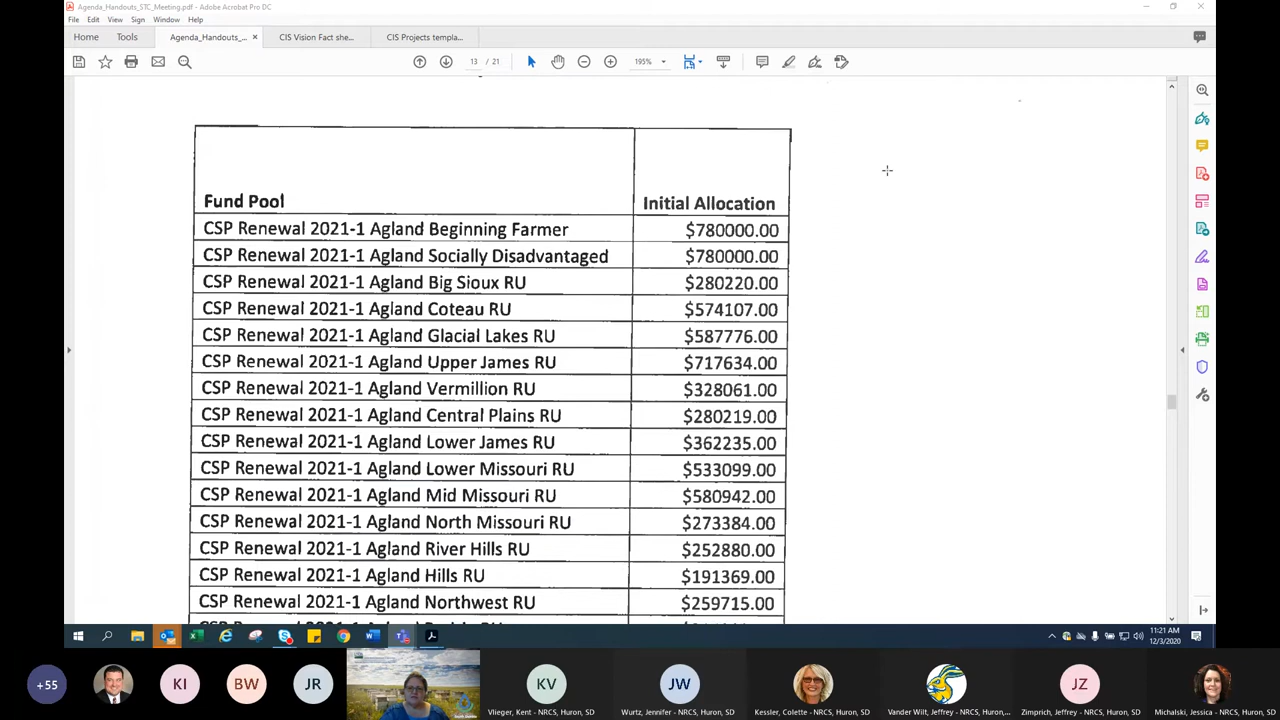 Agenda_Handouts_STC_Meeting.pdf - Adobe Acrobat Pro DC
File Edit View Sign Window Help
Home Tools Agenda_Handouts_... × CIS Vision Fact she... CIS Projects templa...
13 / 21 195%
Fund Pool Initial Allocation
CSP Renewal 2021-1 Agland Beginning Farmer $780000.00
CSP Renewal 2021-1 Agland Socially Disadvantaged $780000.00
CSP Renewal 2021-1 Agland Big Sioux RU $280220.00
CSP Renewal 2021-1 Agland Coteau RU $574107.00
CSP Renewal 2021-1 Agland Glacial Lakes RU $587776.00
CSP Renewal 2021-1 Agland Upper James RU $717634.00
CSP Renewal 2021-1 Agland Vermillion RU $328061.00
CSP Renewal 2021-1 Agland Central Plains RU $280219.00
CSP Renewal 2021-1 Agland Lower James RU $362235.00
CSP Renewal 2021-1 Agland Lower Missouri RU $533099.00
CSP Renewal 2021-1 Agland Mid Missouri RU $580942.00
CSP Renewal 2021-1 Agland North Missouri RU $273384.00
CSP Renewal 2021-1 Agland River Hills RU $252880.00
CSP Renewal 2021-1 Agland Hills RU $191369.00
CSP Renewal 2021-1 Agland Northwest RU $259715.00
11:21 AM
12/3/2020
+55 KI BW JR KV JW JZ
Vlieger, Kent - NRCS, Huron, SD Wurtz, Jennifer - NRCS, Huron, SD Kessler, Colette - NRCS, Huron, SD Vander Wilt, Jeffrey - NRCS, Huron,... Zimprich, Jeffrey - NRCS, Huron, SD Michalski, Jessica - NRCS, Huron, SD